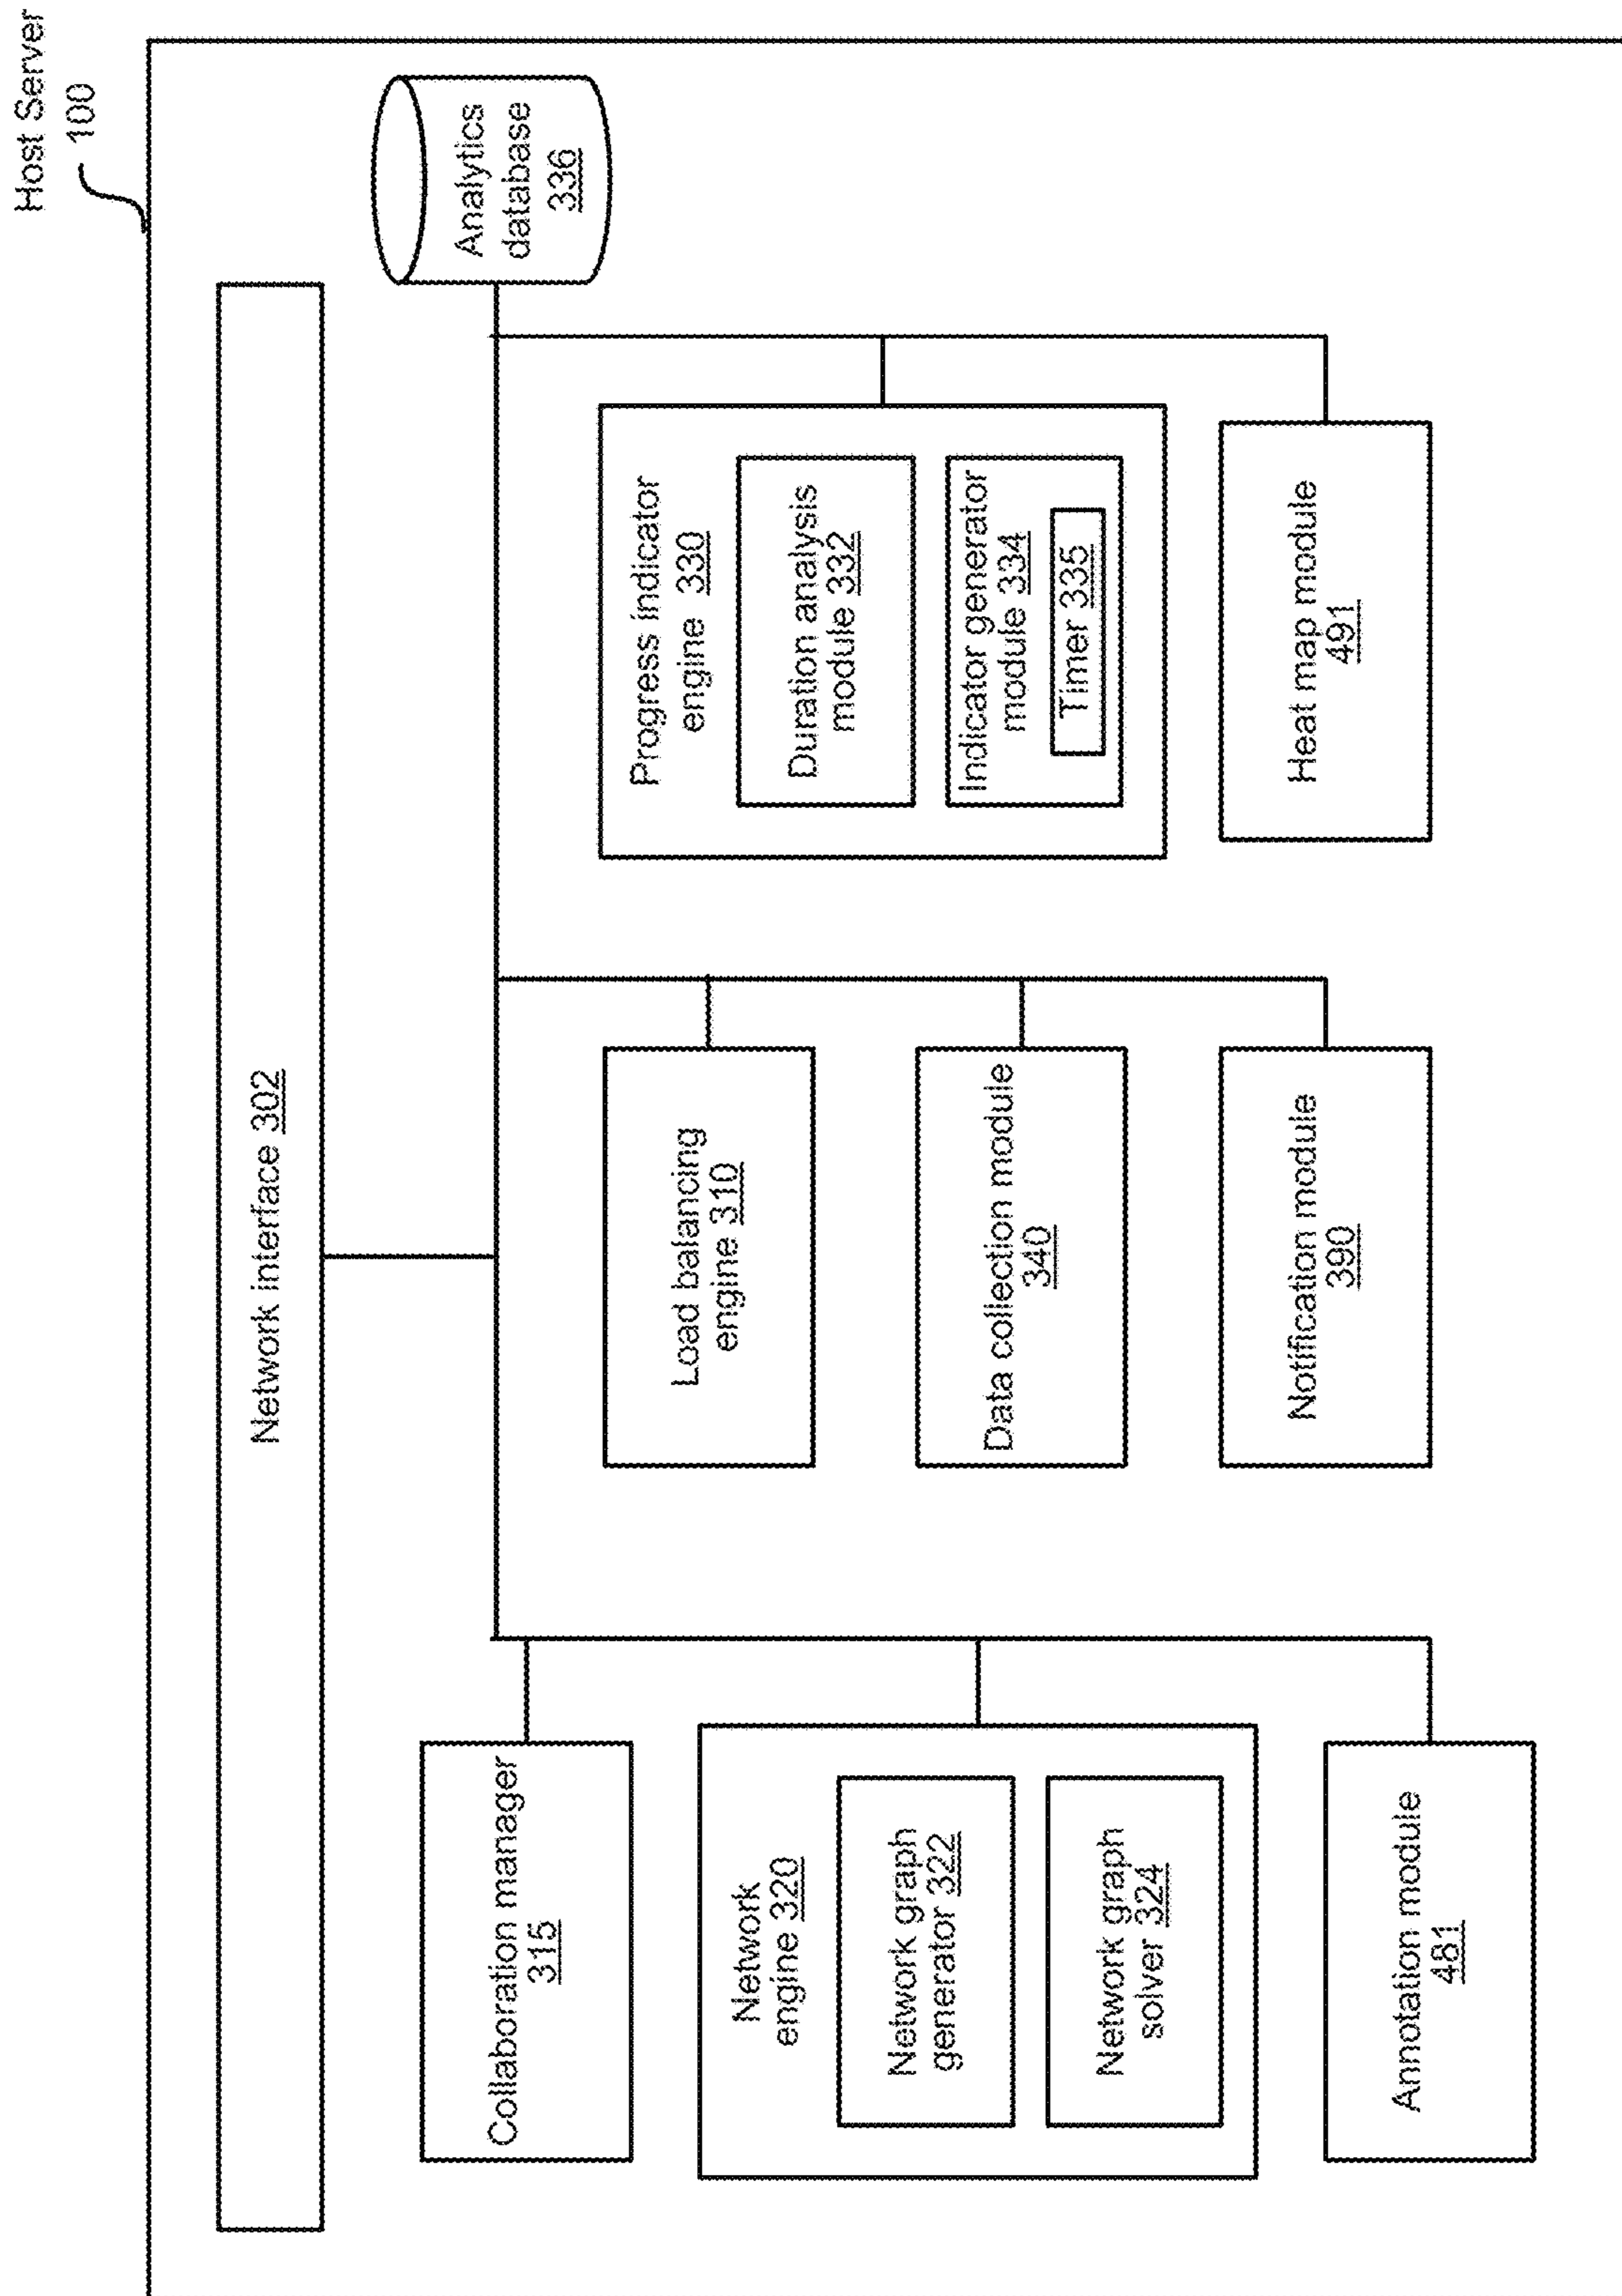 Host Server
100
Network interface 302
Analytics
database
336
Collaboration manager
315
Network
engine 320
Network graph
generator 322
Network graph
solver 324
Annotation module
481
Load balancing
engine 310
Data collection module
340
Notification module
390
Progress indicator
engine 330
Duration analysis
module 332
Indicator generator
module 334
Timer 335
Heat map module
491